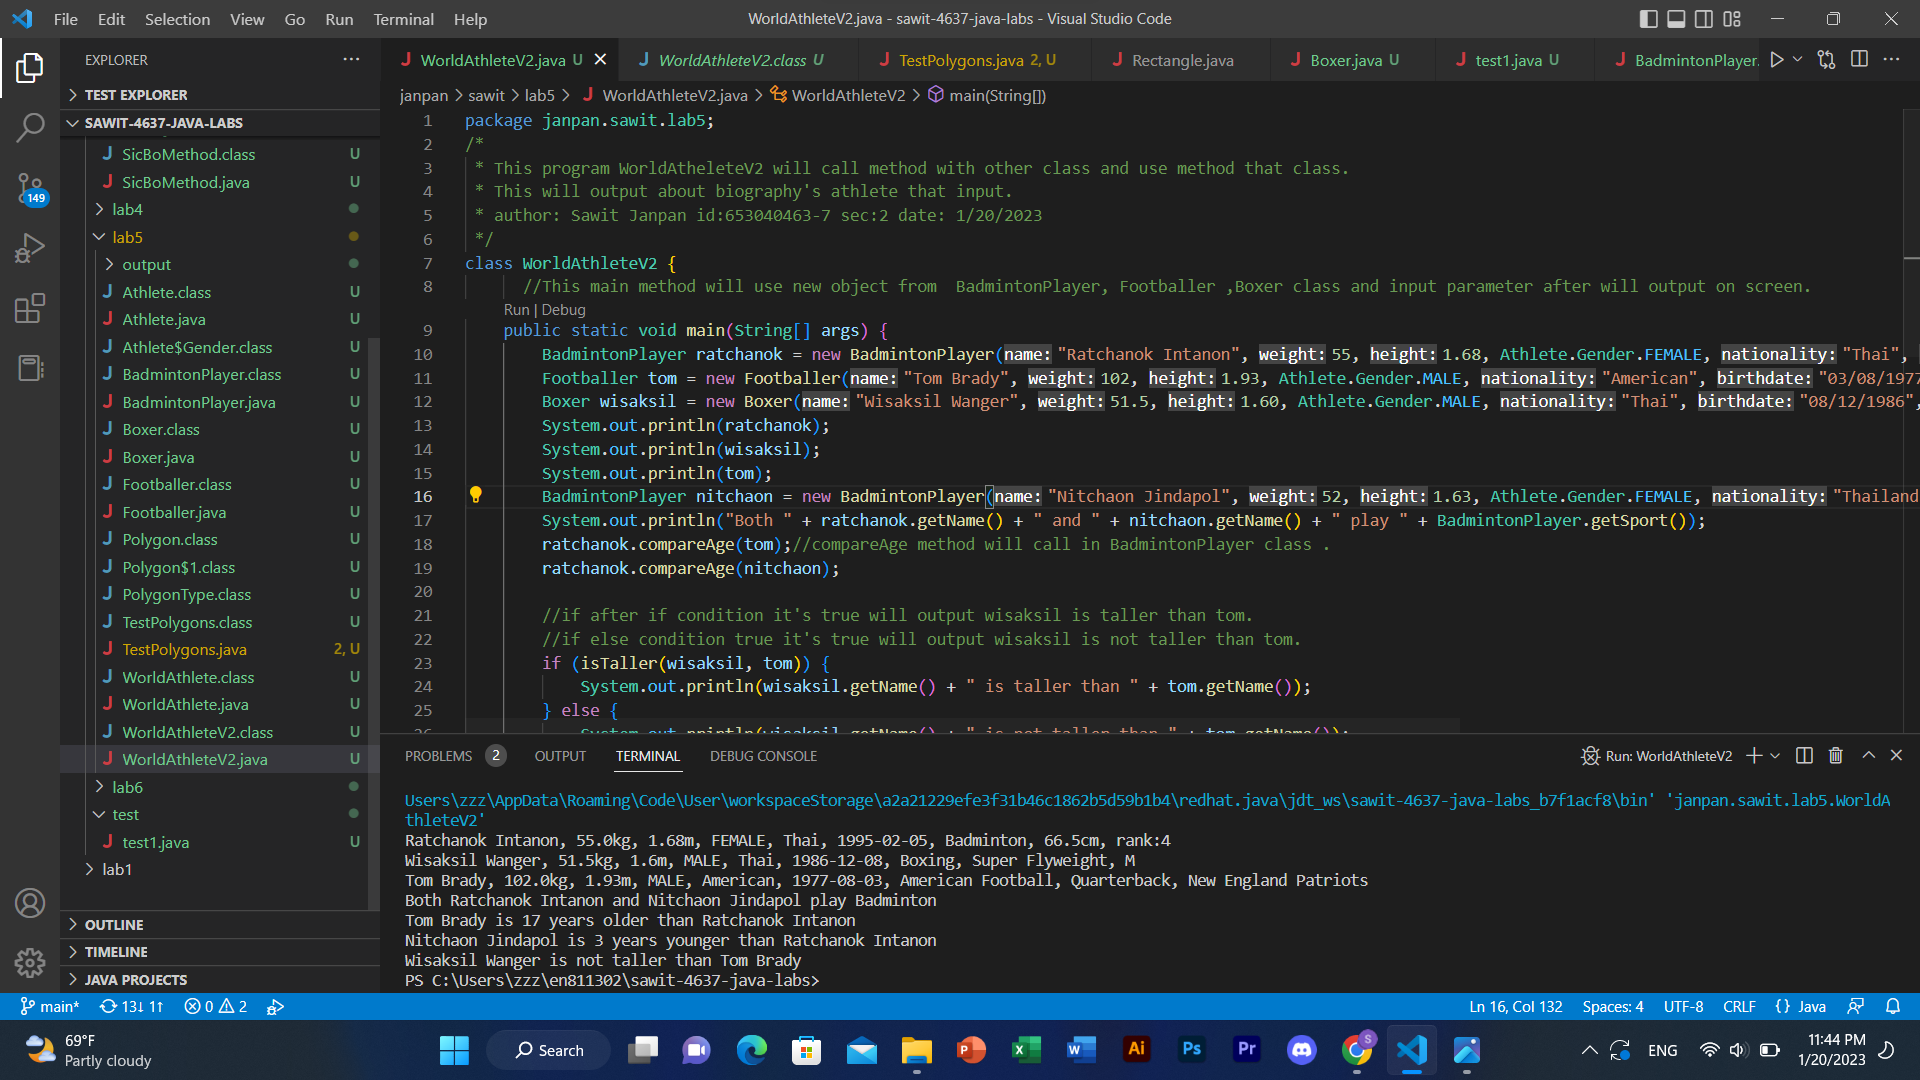 File Edit Selection View Go Run Terminal Help
WorldAthleteV2.java - sawit-4637-java-labs - Visual Studio Code
EXPLORER
TEST EXPLORER
SAWIT-4637-JAVA-LABS
SicBoMethod.class U
SicBoMethod.java U
lab4
lab5
output
Athlete.class U
Athlete.java U
Athlete$Gender.class U
BadmintonPlayer.class U
BadmintonPlayer.java U
Boxer.class U
Boxer.java U
Footballer.class U
Footballer.java U
Polygon.class U
Polygon$1.class U
PolygonType.class U
TestPolygons.class U
TestPolygons.java 2, U
WorldAthlete.class U
WorldAthlete.java U
WorldAthleteV2.class U
WorldAthleteV2.java U
lab6
test
test1.java U
lab1
OUTLINE
TIMELINE
JAVA PROJECTS
149
WorldAthleteV2.java U WorldAthleteV2.class U TestPolygons.java 2, U Rectangle.java Boxer.java U test1.java U BadmintonPlayer.
janpan > sawit > lab5 > WorldAthleteV2.java > WorldAthleteV2 > main(String[])
1 package janpan.sawit.lab5;
2 /*
3 * This program WorldAtheleteV2 will call method with other class and use method that class.
4 * This will output about biography's athlete that input.
5 * author: Sawit Janpan id:653040463-7 sec:2 date: 1/20/2023
6 */
7 class WorldAthleteV2 {
8 //This main method will use new object from  BadmintonPlayer, Footballer ,Boxer class and input parameter after will output on screen.
Run | Debug
9 public static void main(String[] args) {
10 BadmintonPlayer ratchanok = new BadmintonPlayer(name: "Ratchanok Intanon", weight: 55, height: 1.68, Athlete.Gender.FEMALE, nationality: "Thai",
11 Footballer tom = new Footballer(name: "Tom Brady", weight: 102, height: 1.93, Athlete.Gender.MALE, nationality: "American", birthdate: "03/08/1977
12 Boxer wisaksil = new Boxer(name: "Wisaksil Wanger", weight: 51.5, height: 1.60, Athlete.Gender.MALE, nationality: "Thai", birthdate: "08/12/1986",
13 System.out.println(ratchanok);
14 System.out.println(wisaksil);
15 System.out.println(tom);
16 BadmintonPlayer nitchaon = new BadmintonPlayer(name: "Nitchaon Jindapol", weight: 52, height: 1.63, Athlete.Gender.FEMALE, nationality: "Thailand
17 System.out.println("Both " + ratchanok.getName() + " and " + nitchaon.getName() + " play " + BadmintonPlayer.getSport());
18 ratchanok.compareAge(tom);//compareAge method will call in BadmintonPlayer class .
19 ratchanok.compareAge(nitchaon);
20
21 //if after if condition it's true will output wisaksil is taller than tom.
22 //if else condition true it's true will output wisaksil is not taller than tom.
23 if (isTaller(wisaksil, tom)) {
24 System.out.println(wisaksil.getName() + " is taller than " + tom.getName());
25 } else {
26 System.out.println(wisaksil.getName() + " is not taller than " + tom.getName());
PROBLEMS 2 OUTPUT TERMINAL DEBUG CONSOLE
Run: WorldAthleteV2
Users\zzz\AppData\Roaming\Code\User\workspaceStorage\a2a21229efe3f31b46c1862b5d59b1b4\redhat.java\jdt_ws\sawit-4637-java-labs_b7f1acf8\bin' 'janpan.sawit.lab5.WorldA
thleteV2'
Ratchanok Intanon, 55.0kg, 1.68m, FEMALE, Thai, 1995-02-05, Badminton, 66.5cm, rank:4
Wisaksil Wanger, 51.5kg, 1.6m, MALE, Thai, 1986-12-08, Boxing, Super Flyweight, M
Tom Brady, 102.0kg, 1.93m, MALE, American, 1977-08-03, American Football, Quarterback, New England Patriots
Both Ratchanok Intanon and Nitchaon Jindapol play Badminton
Tom Brady is 17 years older than Ratchanok Intanon
Nitchaon Jindapol is 3 years younger than Ratchanok Intanon
Wisaksil Wanger is not taller than Tom Brady
PS C:\Users\zzz\en811302\sawit-4637-java-labs>
main* 13↓ 1↑ 0 2
Ln 16, Col 132 Spaces: 4 UTF-8 CRLF {} Java
69°F
Partly cloudy
Search
Ai Ps Pr
S
ENG
11:44 PM
1/20/2023